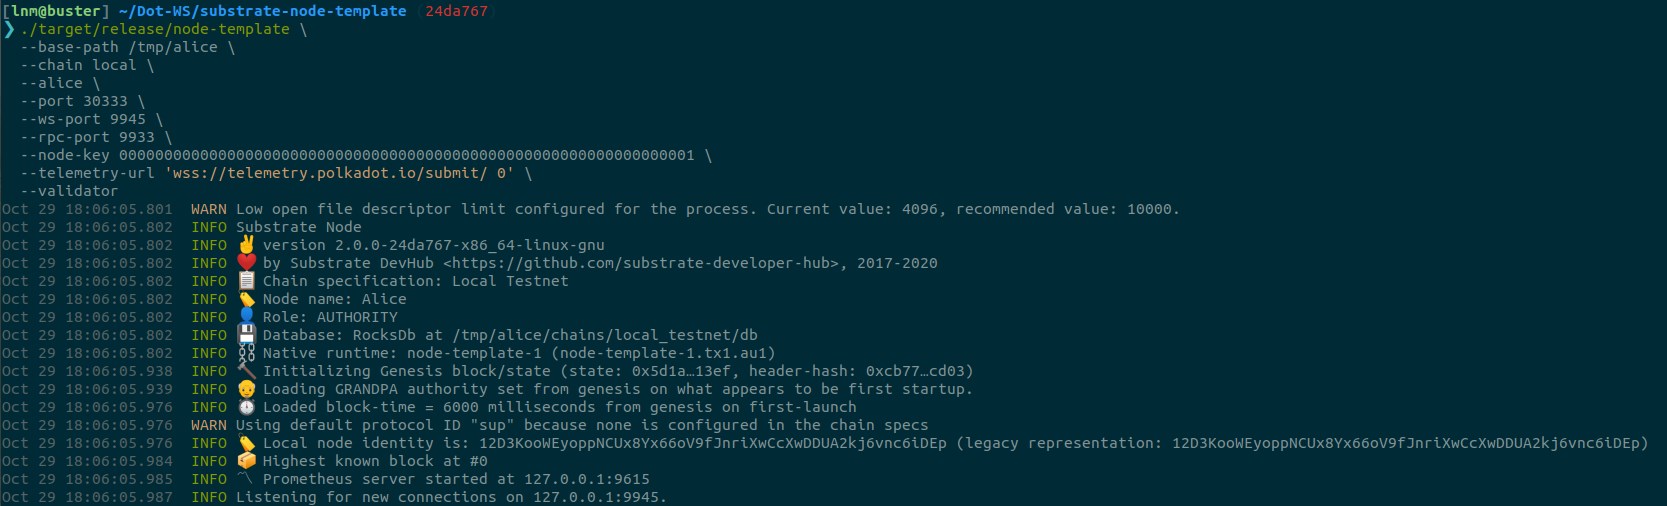 [lnm@buster] ~/Dot-WS/substrate-node-template (24da767)
❯ ./target/release/node-template \
--base-path /tmp/alice \
--chain local \
--alice \
--port 30333 \
--ws-port 9945 \
--rpc-port 9933 \
--node-key 0000000000000000000000000000000000000000000000000000000000000001 \
--telemetry-url 'wss://telemetry.polkadot.io/submit/ 0' \
--validator
Oct 29 18:06:05.801 WARN Low open file descriptor limit configured for the process. Current value: 4096, recommended value: 10000.
Oct 29 18:06:05.802 INFO Substrate Node
Oct 29 18:06:05.802 INFO ✌️ version 2.0.0-24da767-x86_64-linux-gnu
Oct 29 18:06:05.802 INFO ❤️ by Substrate DevHub <https://github.com/substrate-developer-hub>, 2017-2020
Oct 29 18:06:05.802 INFO 📋 Chain specification: Local Testnet
Oct 29 18:06:05.802 INFO 🏷 Node name: Alice
Oct 29 18:06:05.802 INFO 👤 Role: AUTHORITY
Oct 29 18:06:05.802 INFO 💾 Database: RocksDb at /tmp/alice/chains/local_testnet/db
Oct 29 18:06:05.802 INFO ⛓ Native runtime: node-template-1 (node-template-1.tx1.au1)
Oct 29 18:06:05.938 INFO 🔨 Initializing Genesis block/state (state: 0x5d1a…13ef, header-hash: 0xcb77…cd03)
Oct 29 18:06:05.939 INFO 👴 Loading GRANDPA authority set from genesis on what appears to be first startup.
Oct 29 18:06:05.976 INFO ⏱ Loaded block-time = 6000 milliseconds from genesis on first-launch
Oct 29 18:06:05.976 WARN Using default protocol ID "sup" because none is configured in the chain specs
Oct 29 18:06:05.976 INFO 🏷 Local node identity is: 12D3KooWEyoppNCUx8Yx66oV9fJnriXwCcXwDDUA2kj6vnc6iDEp (legacy representation: 12D3KooWEyoppNCUx8Yx66oV9fJnriXwCcXwDDUA2kj6vnc6iDEp)
Oct 29 18:06:05.984 INFO 📦 Highest known block at #0
Oct 29 18:06:05.985 INFO 〽️ Prometheus server started at 127.0.0.1:9615
Oct 29 18:06:05.987 INFO Listening for new connections on 127.0.0.1:9945.